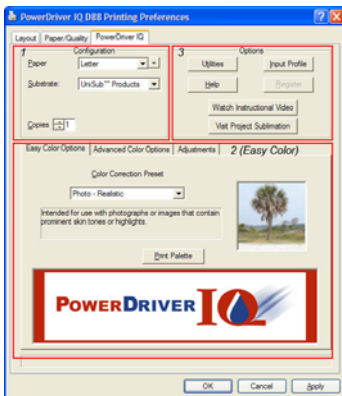 PowerDriver IQ D88 Printing Preferences
Layout Paper/Quality PowerDriver IQ
1 Configuration
Paper Letter
Substrate: UniSub™ Products
Copies 1
3 Options
Utilities Input Profile
Help Register
Watch Instructional Video
Visit Project Sublimation
Easy Color Options Advanced Color Options Adjustments 2 (Easy Color)
Color Correction Preset
Photo - Realistic
Intended for use with photographs or images that contain
prominent skin tones or highlights.
Print Palette
POWERDRIVER IQ
OK Cancel Apply